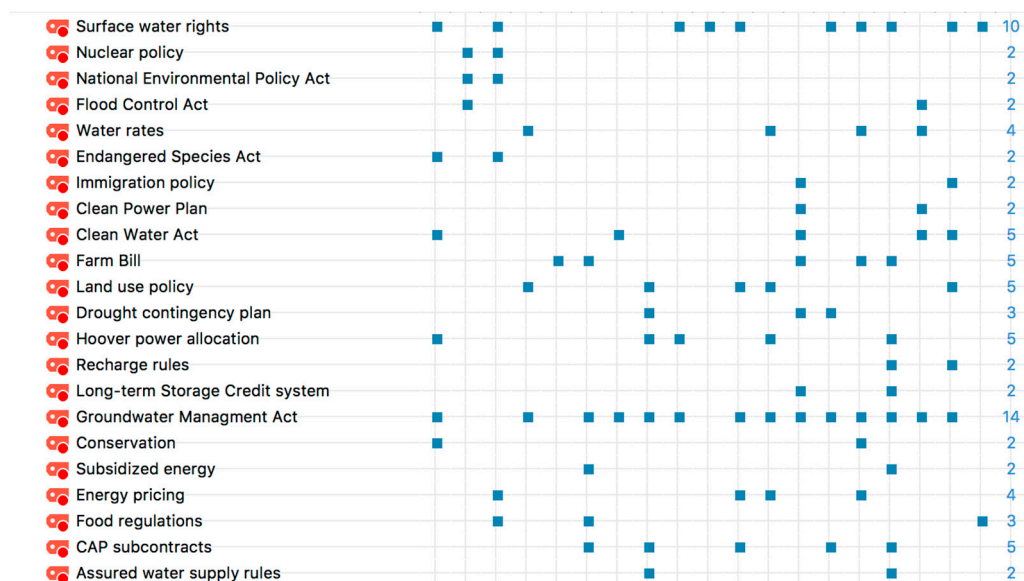 Surface water rights 10
Nuclear policy 2
National Environmental Policy Act 2
Flood Control Act 2
Water rates 4
Endangered Species Act 2
Immigration policy 2
Clean Power Plan 2
Clean Water Act 5
Farm Bill 5
Land use policy 5
Drought contingency plan 3
Hoover power allocation 5
Recharge rules 2
Long-term Storage Credit system 2
Groundwater Managment Act 14
Conservation 2
Subsidized energy 2
Energy pricing 4
Food regulations 3
CAP subcontracts 5
Assured water supply rules 2